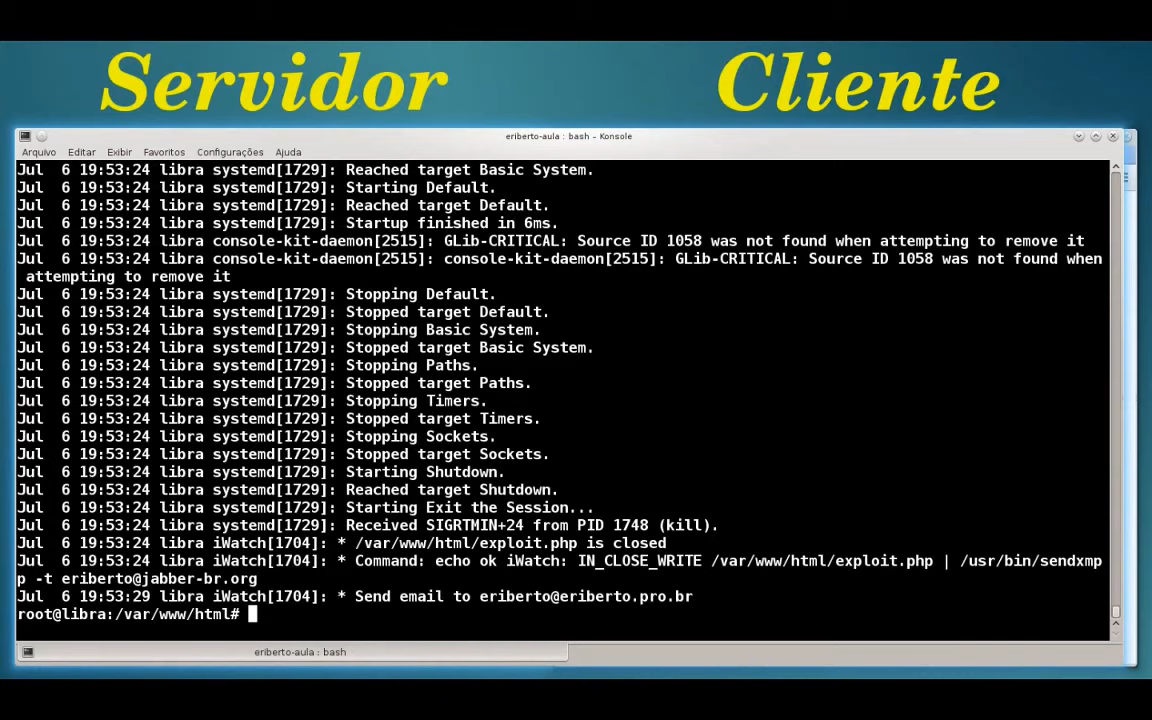 Servidor Cliente
eriberto-aula : bash – Konsole
Arquivo Editar Exibir Favoritos Configurações Ajuda
Jul  6 19:53:24 libra systemd[1729]: Reached target Basic System.
Jul  6 19:53:24 libra systemd[1729]: Starting Default.
Jul  6 19:53:24 libra systemd[1729]: Reached target Default.
Jul  6 19:53:24 libra systemd[1729]: Startup finished in 6ms.
Jul  6 19:53:24 libra console-kit-daemon[2515]: GLib-CRITICAL: Source ID 1058 was not found when attempting to remove it
Jul  6 19:53:24 libra console-kit-daemon[2515]: console-kit-daemon[2515]: GLib-CRITICAL: Source ID 1058 was not found when
 attempting to remove it
Jul  6 19:53:24 libra systemd[1729]: Stopping Default.
Jul  6 19:53:24 libra systemd[1729]: Stopped target Default.
Jul  6 19:53:24 libra systemd[1729]: Stopping Basic System.
Jul  6 19:53:24 libra systemd[1729]: Stopped target Basic System.
Jul  6 19:53:24 libra systemd[1729]: Stopping Paths.
Jul  6 19:53:24 libra systemd[1729]: Stopped target Paths.
Jul  6 19:53:24 libra systemd[1729]: Stopping Timers.
Jul  6 19:53:24 libra systemd[1729]: Stopped target Timers.
Jul  6 19:53:24 libra systemd[1729]: Stopping Sockets.
Jul  6 19:53:24 libra systemd[1729]: Stopped target Sockets.
Jul  6 19:53:24 libra systemd[1729]: Starting Shutdown.
Jul  6 19:53:24 libra systemd[1729]: Reached target Shutdown.
Jul  6 19:53:24 libra systemd[1729]: Starting Exit the Session...
Jul  6 19:53:24 libra systemd[1729]: Received SIGRTMIN+24 from PID 1748 (kill).
Jul  6 19:53:24 libra iWatch[1704]: * /var/www/html/exploit.php is closed
Jul  6 19:53:24 libra iWatch[1704]: * Command: echo ok iWatch: IN_CLOSE_WRITE /var/www/html/exploit.php | /usr/bin/sendxmp
p -t eriberto@jabber-br.org
Jul  6 19:53:29 libra iWatch[1704]: * Send email to eriberto@eriberto.pro.br
root@libra:/var/www/html#
eriberto-aula : bash